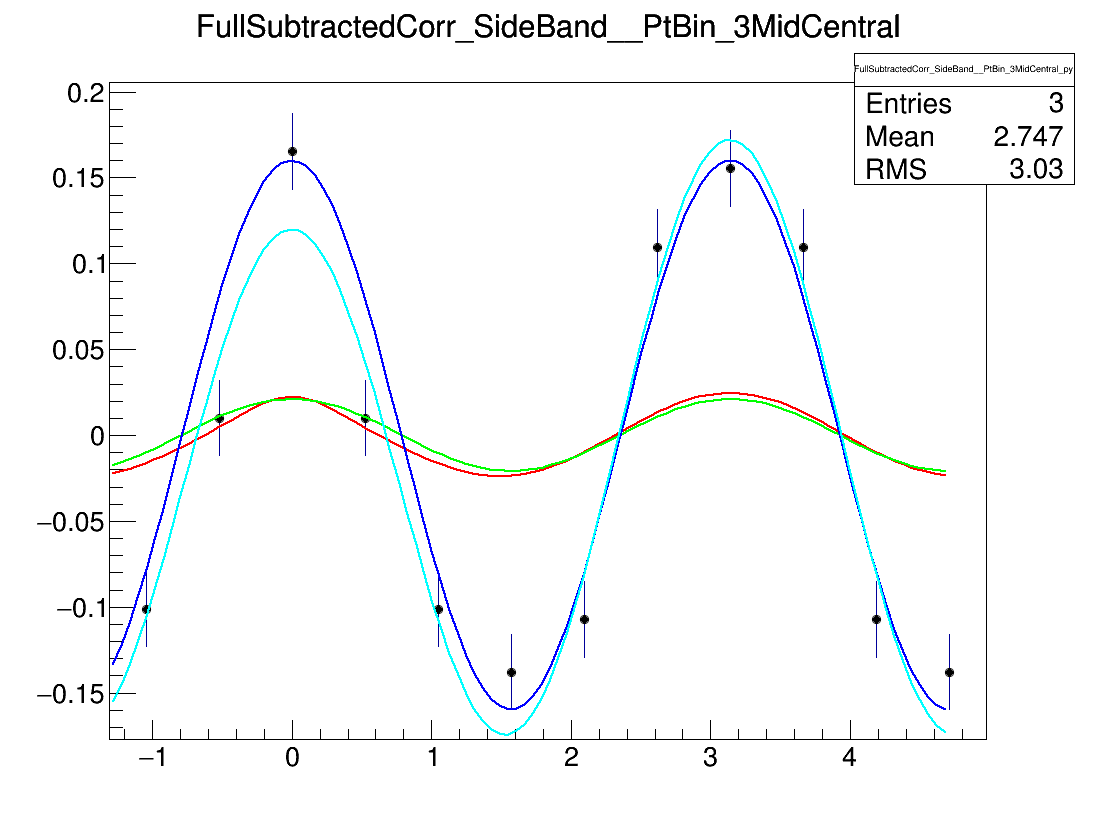 FullSubtractedCorr_SideBand__PtBin_3MidCentral
FullSubtractedCorr_SideBand__PtBin_3MidCentral_py
Entries 3
Mean 2.747
RMS 3.03
0.2
0.15
0.1
0.05
0
−0.05
−0.1
−0.15
−1 0 1 2 3 4